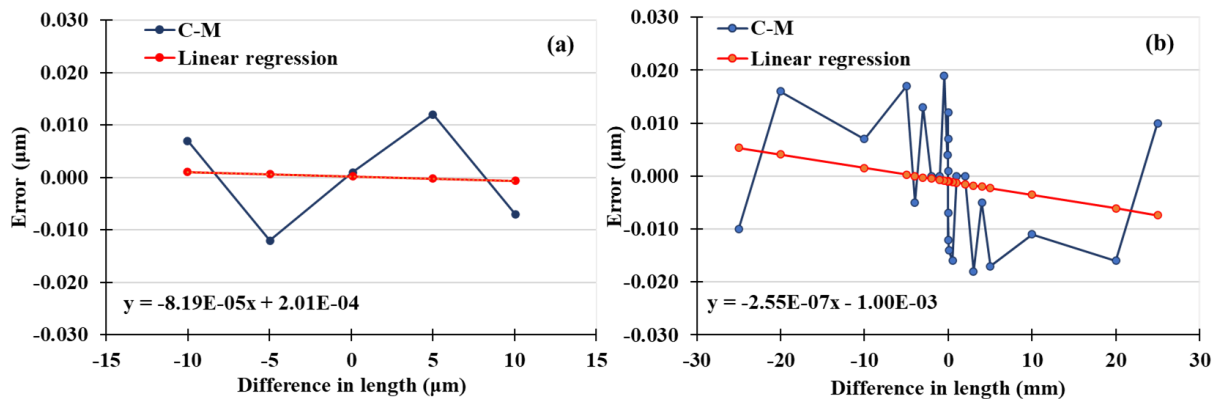 0.030
0.020
0.010
0.000
-0.010
-0.020
-0.030
Error (µm)
C-M
Linear regression
(a)
y = -8.19E-05x + 2.01E-04
-15 -10 -5 0 5 10 15
Difference in length (µm)
0.030
0.020
0.010
0.000
-0.010
-0.020
-0.030
Error (µm)
C-M
Linear regression
(b)
y = -2.55E-07x - 1.00E-03
-30 -20 -10 0 10 20 30
Difference in length (mm)